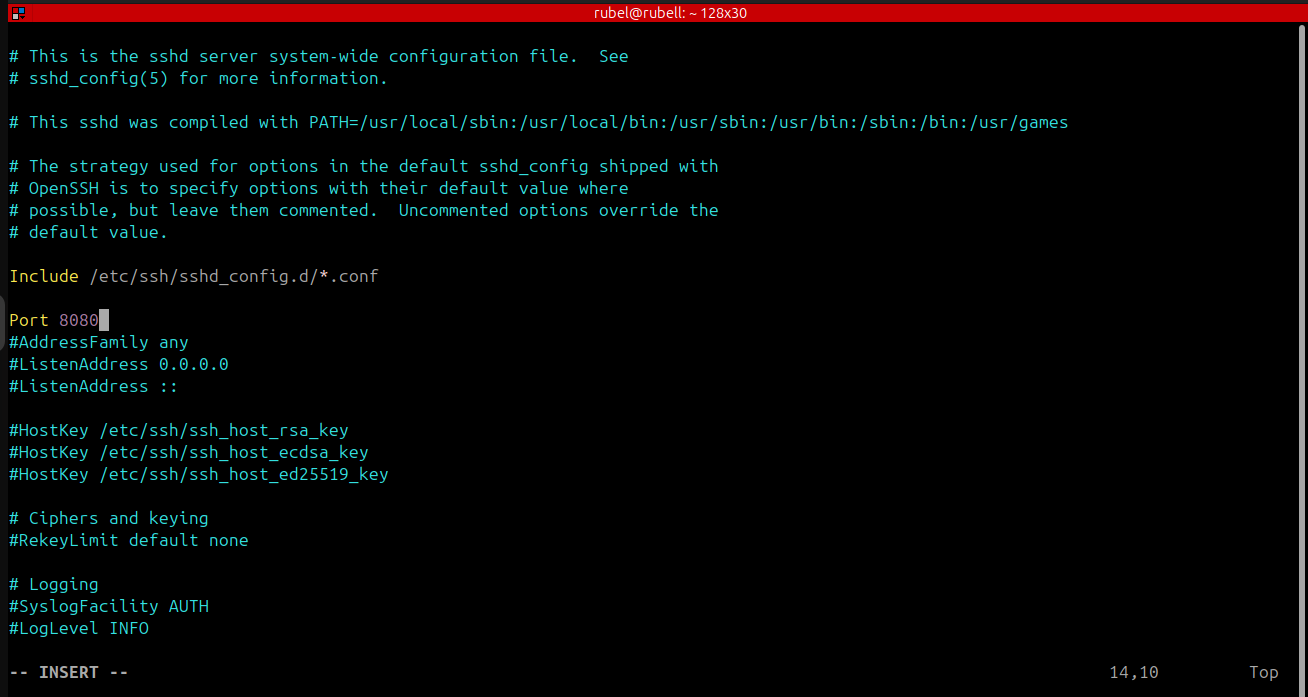 rubel@rubell: ~ 128x30
# This is the sshd server system-wide configuration file.  See
# sshd_config(5) for more information.
# This sshd was compiled with PATH=/usr/local/sbin:/usr/local/bin:/usr/sbin:/usr/bin:/sbin:/bin:/usr/games
# The strategy used for options in the default sshd_config shipped with
# OpenSSH is to specify options with their default value where
# possible, but leave them commented.  Uncommented options override the
# default value.
Include /etc/ssh/sshd_config.d/*.conf
Port 8080
#AddressFamily any
#ListenAddress 0.0.0.0
#ListenAddress ::
#HostKey /etc/ssh/ssh_host_rsa_key
#HostKey /etc/ssh/ssh_host_ecdsa_key
#HostKey /etc/ssh/ssh_host_ed25519_key
# Ciphers and keying
#RekeyLimit default none
# Logging
#SyslogFacility AUTH
#LogLevel INFO
-- INSERT -- 14,10 Top